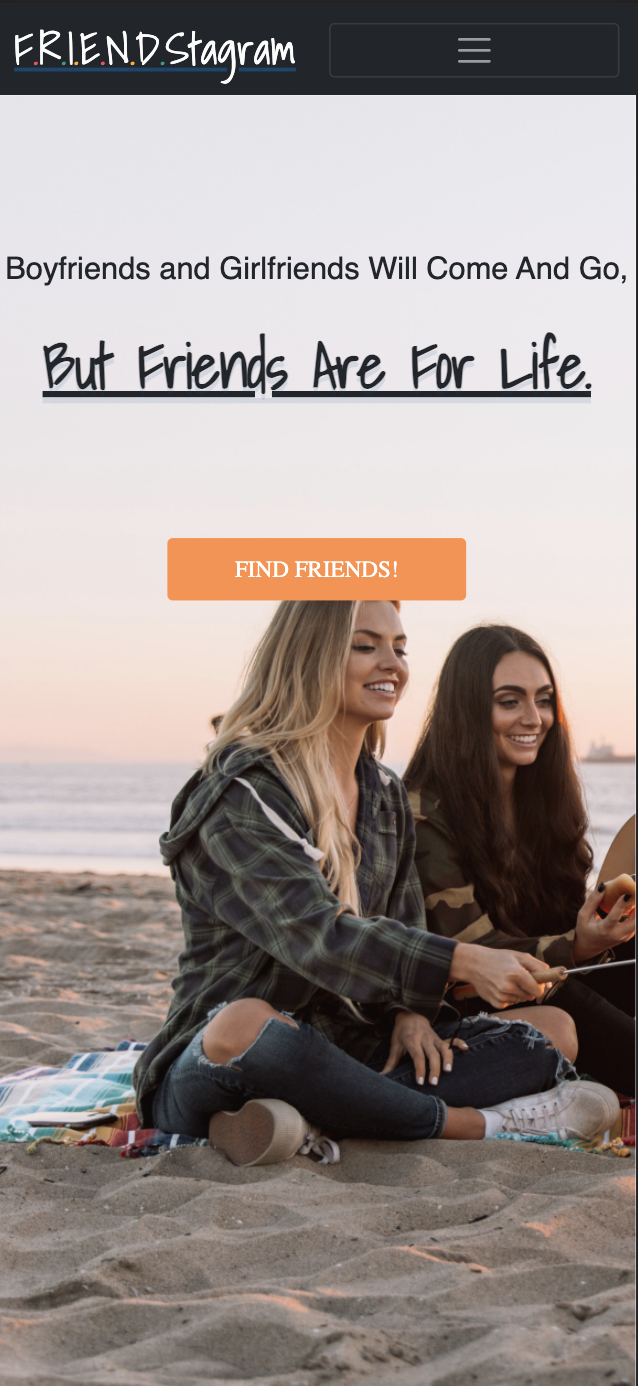 F.R.I.E.N.D.Stagram
Boyfriends and Girlfriends Will Come And Go,
But Friends Are For Life.
FIND FRIENDS!